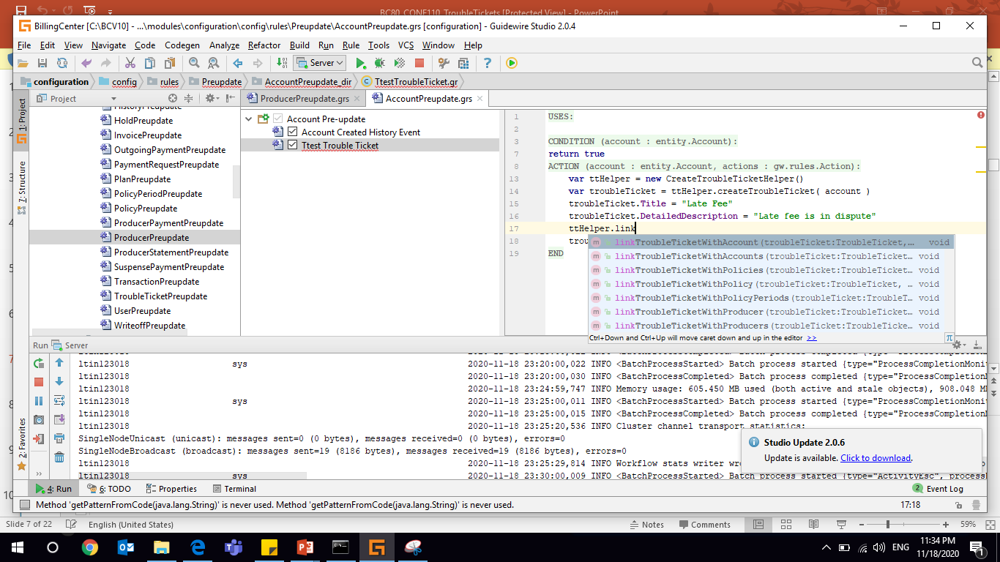 BC80_CONF110_TroubleTickets [Protected View] - PowerPoint
BillingCenter [C:\BCV10] - ...\modules\configuration\config\rules\Preupdate\AccountPreupdate.grs [configuration] - Guidewire Studio 2.0.4
File Edit View Navigate Code Codegen Analyze Refactor Build Run Rule Tools VCS Window Help
Server
configuration config rules Preupdate AccountPreupdate_dir TtestTroubleTicket.gr
Project
ProducerPreupdate.grs
AccountPreupdate.grs
1: Project
7: Structure
2: Favorites
HistoryPreupdate
HoldPreupdate
InvoicePreupdate
OutgoingPaymentPreupdate
PaymentRequestPreupdate
PlanPreupdate
PolicyPeriodPreupdate
PolicyPreupdate
ProducerPaymentPreupdate
ProducerPreupdate
ProducerStatementPreupdate
SuspensePaymentPreupdate
TransactionPreupdate
TroubleTicketPreupdate
UserPreupdate
WriteoffPreupdate
Account Pre-update
Account Created History Event
Ttest Trouble Ticket
1 USES:
2
3 CONDITION (account : entity.Account):
7 return true
8 ACTION (account : entity.Account, actions : gw.rules.Action):
13 var ttHelper = new CreateTroubleTicketHelper()
14 var troubleTicket = ttHelper.createTroubleTicket( account )
15 troubleTicket.Title = "Late Fee"
16 troubleTicket.DetailedDescription = "Late fee is in dispute"
17 ttHelper.link
18 trou
19 END
linkTroubleTicketWithAccount(troubleTicket:TroubleTicket,... void
linkTroubleTicketWithAccounts(troubleTicket:TroubleTicket... void
linkTroubleTicketWithPolicies(troubleTicket:TroubleTicket... void
linkTroubleTicketWithPolicy(troubleTicket:TroubleTicket, ... void
linkTroubleTicketWithPolicyPeriods(troubleTicket:TroubleT... void
linkTroubleTicketWithProducer(troubleTicket:TroubleTicket... void
linkTroubleTicketWithProducers(troubleTicket:TroubleTicke... void
Ctrl+Down and Ctrl+Up will move caret down and up in the editor >>
Run Server
ltinl23018 sys 2020-11-18 23:20:00,022 INFO <BatchProcessStarted> Batch process started {type="ProcessCompletionMoni
ltinl23018 2020-11-18 23:20:00,030 INFO <BatchProcessCompleted> Batch process completed {type="Completion
ltinl23018 2020-11-18 23:24:59,747 INFO Memory usage: 605.450 MB used (both active and stale objects), 908.048 M
ltinl23018 sys 2020-11-18 23:25:00,011 INFO <BatchProcessStarted> Batch process started {type="ProcessCompletionMoni
ltinl23018 2020-11-18 23:25:00,015 INFO <BatchProcessCompleted> Batch process completed {type="ProcessCompletion
ltinl23018 2020-11-18 23:25:20,536 INFO Cluster channel transport statistics:
SingleNodeUnicast (unicast): messages sent=0 (0 bytes), messages received=0 (0 bytes), errors=0
SingleNodeBroadcast (broadcast): messages sent=19 (8186 bytes), messages received=19 (8186 bytes), errors=0
ltinl23018 2020-11-18 23:25:29,814 INFO Workflow stats writer wro
ltinl23018 sys 2020-11-18 23:30:00,009 INFO <BatchProcessStarted> Batch process started {type="ActivityEsc", process
Studio Update 2.0.6
Update is available. Click to download.
4: Run 6: TODO Properties Terminal
2 Event Log
Method 'getPatternFromCode(java.lang.String)' is never used. Method 'getPatternFromCode(java.lang.String)' is never used.
17:18
Slide 7 of 22 English (United States) Notes Comments 59%
ENG
11:34 PM
11/18/2020
1